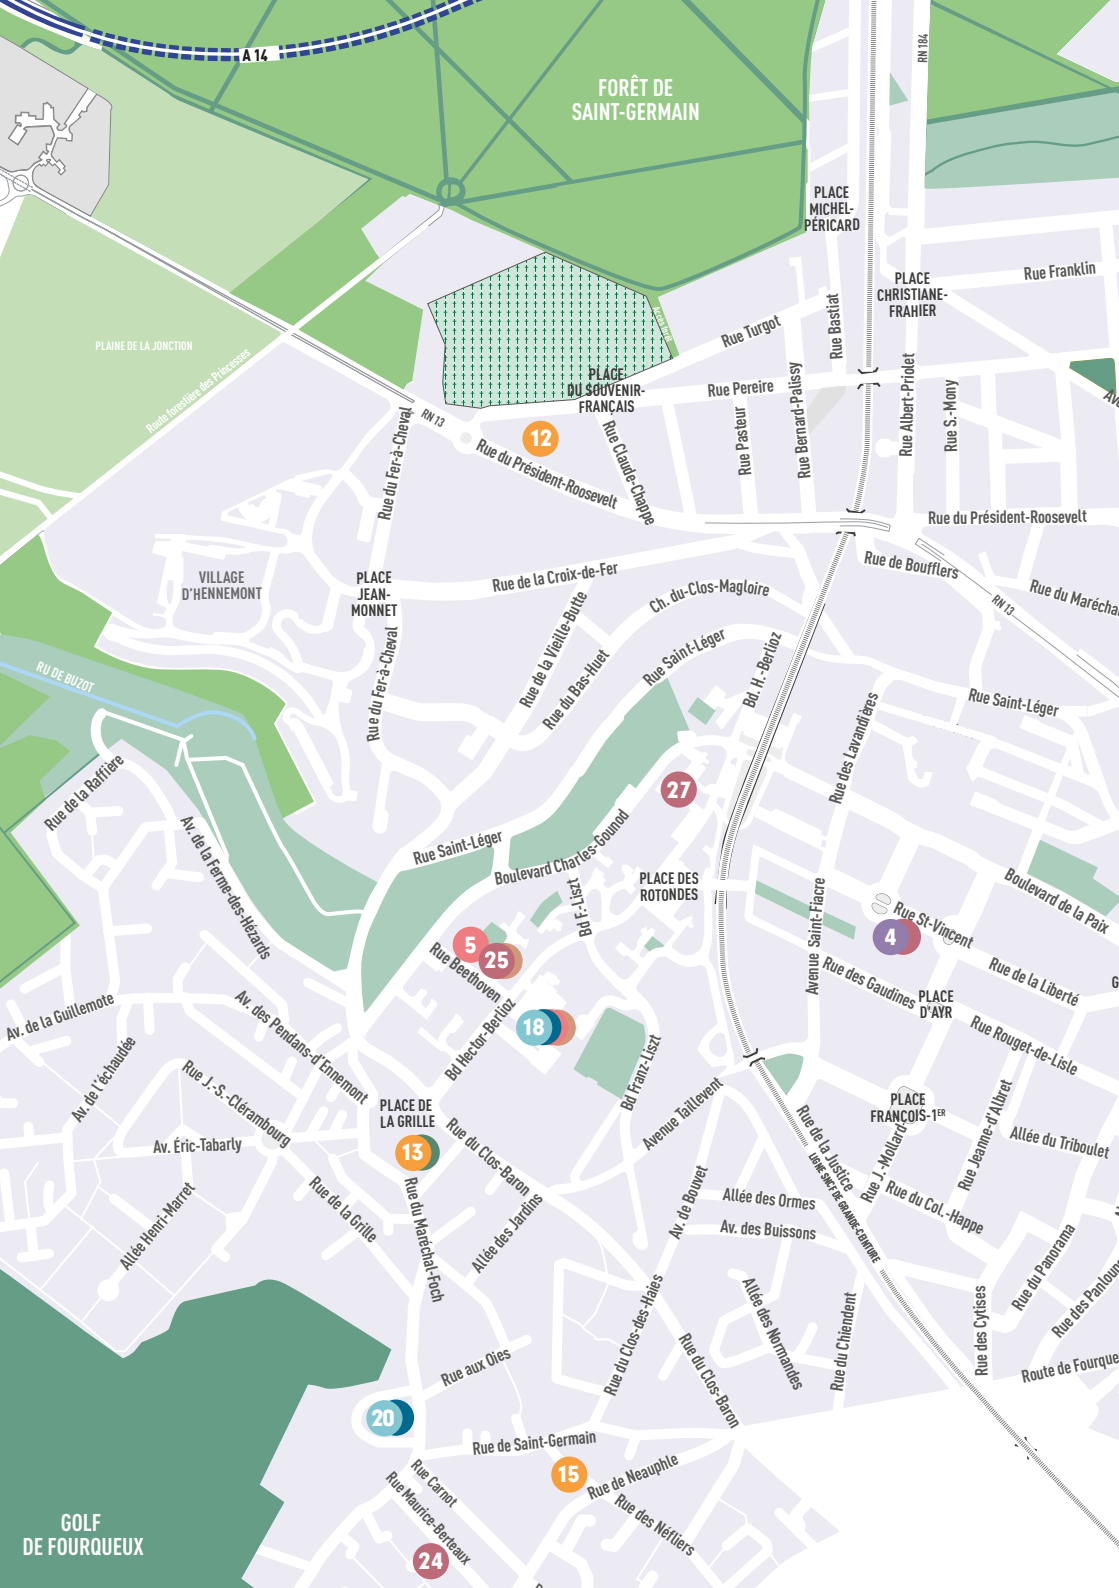 A 14
RN 184
FORÊT DE
SAINT-GERMAIN
PLACE
MICHEL-
PÉRICARD
Rue Franklin
PLACE
CHRISTIANE-
FRAHIER
Rue Bastiat
Rue Turgot
Accès forêt
PLAINE DE LA JONCTION
Route forestière des Princesses
PLACE
DU SOUVENIR-
FRANÇAIS
Rue Pereire
Rue Bernard-Palissy
Rue Albert-Priolet
Rue S.-Mony
Rue Pasteur
RN 13
12
Rue du Fer-à-Cheval
Rue du Président-Roosevelt
Rue Claude-Chappe
Rue du Président-Roosevelt
Rue de Boufflers
RN 13
Rue du Marécha
VILLAGE
D'HENNEMONT
PLACE
JEAN-
MONNET
Rue de la Croix-de-Fer
Ch. du-Clos-Magloire
Rue de la Vieille-Butte
Rue du Bas-Huet
Rue Saint-Léger
Bd. H.-Berlioz
Rue du Fer-à-Cheval
RU DE BUZOT
Rue Saint-Léger
Rue des Lavandières
27
Rue de la Raffière
Av. de la Ferme-des-Hézards
Rue Saint-Léger
Boulevard Charles-Gounod
Bd F.-Liszt
PLACE DES
ROTONDES
Boulevard de la Paix
Avenue Saint-Fiacre
Rue St-Vincent
4
5
25
Rue Beethoven
Rue des Gaudines
Rue de la Liberté
G
PLACE
D'AYR
Av. de la Guillemote
Av. des Pendants-d'Ennemont
Bd Hector-Berlioz
18
Rue Rouget-de-Lisle
Av. de l'échaudée
Rue J.-S.-Clérambourg
Bd Franz-Liszt
Avenue Taillevent
PLACE DE
LA GRILLE
13
Rue du Clos-Baron
PLACE
FRANÇOIS-1ER
Rue de la Justice
Rue J.-Mollard-
Rue Jeanne-d'Albret
Allée du Triboulet
Av. Éric-Tabarly
LIGNE SNCF DE GRANDE-CEINTURE
Allée Henri-Marret
Rue de la Grille
Rue du Maréchal-Foch
Allée des Jardins
Av. de Bouvet
Allée des Ormes
Av. des Buissons
Rue du Col.-Happe
Rue du Panorama
Rue des Panloup
Rue du Clos-des-Haies
Allée des Normandes
Rue du Chiendent
Rue des Cytises
Route de Fourque
Rue aux Oies
Rue du Clos-Baron
20
Rue de Saint-Germain
15
Rue de Neauphle
Rue des Néfliers
Rue Carnot
Rue Maurice-Berteaux
24
GOLF
DE FOURQUEUX